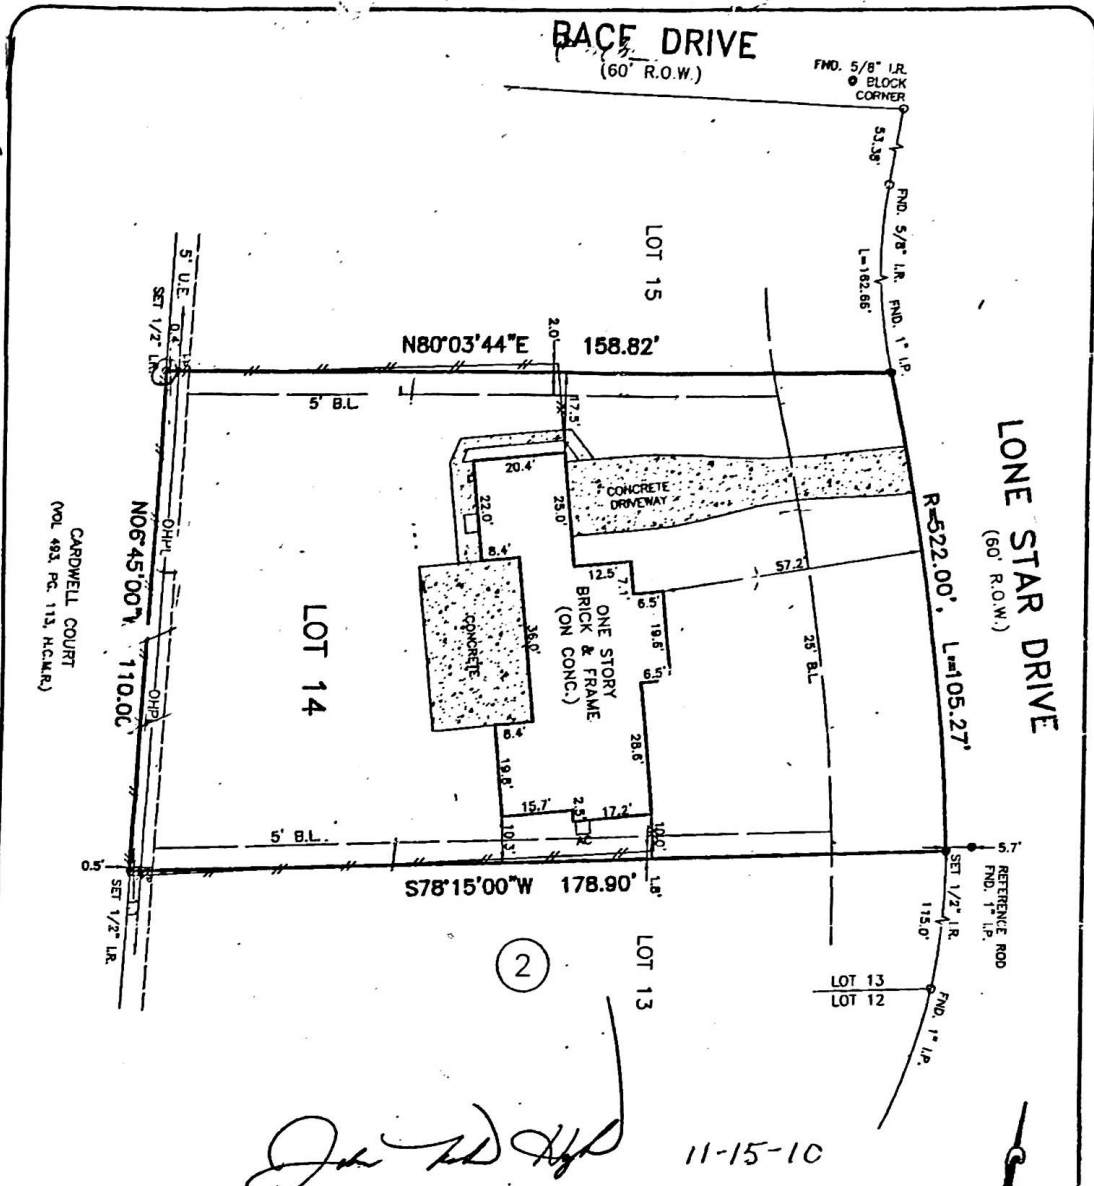 RACE DRIVE
(60' R.O.W.)
FND. 5/8" I.R.
BLOCK
CORNER
53.38'
FND. 5/8" I.R.
L=162.66'
FND. 1" I.P.
LOT 15
5' U.E.
SET 1/2" I.R.
0.4'
N80°03'44"E 158.82'
2.0'
5' B.L.
17.5'
LONE STAR DRIVE
(60' R.O.W.)
R=522.00', L=105.27'
20.4'
22.0'
25.0'
CONCRETE
DRIVEWAY
8.4'
12.5'
7.1'
6.5'
57.2'
19.6'
6.5'
ONE STORY
BRICK & FRAME
(ON CONC.)
36.0'
CONCRETE
25' B.L.
LOT 14
N06°45'00"W 110.00'
OHPL
OHPL
CARDWELL COURT
(VOL. 493, PG. 113, H.C.M.R.)
8.4'
28.6'
19.8'
15.7'
2.5'
17.2'
AC
10.3'
10.0'
5' B.L.
0.5'
SET 1/2" I.R.
S78°15'00"W 178.90'
1.8'
SET 1/2" I.R.
5.7'
REFERENCE ROD
FND. 1" I.P.
115.0'
2
LOT 13
LOT 13
LOT 12
FND. 1" I.P.
11-15-10